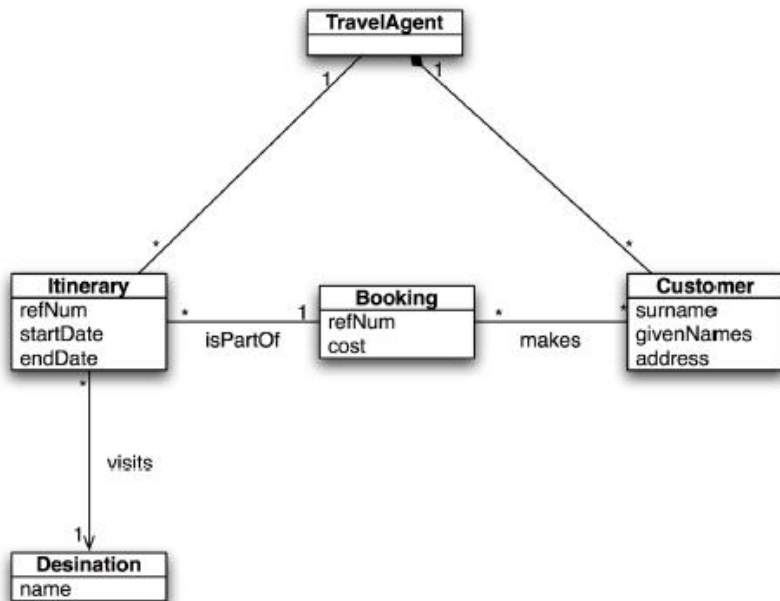 TravelAgent
1
1
*
*
Itinerary
refNum
startDate
endDate
*
1
isPartOf
Booking
refNum
cost
*
*
makes
Customer
surname
givenNames
address
*
visits
1
Desination
name